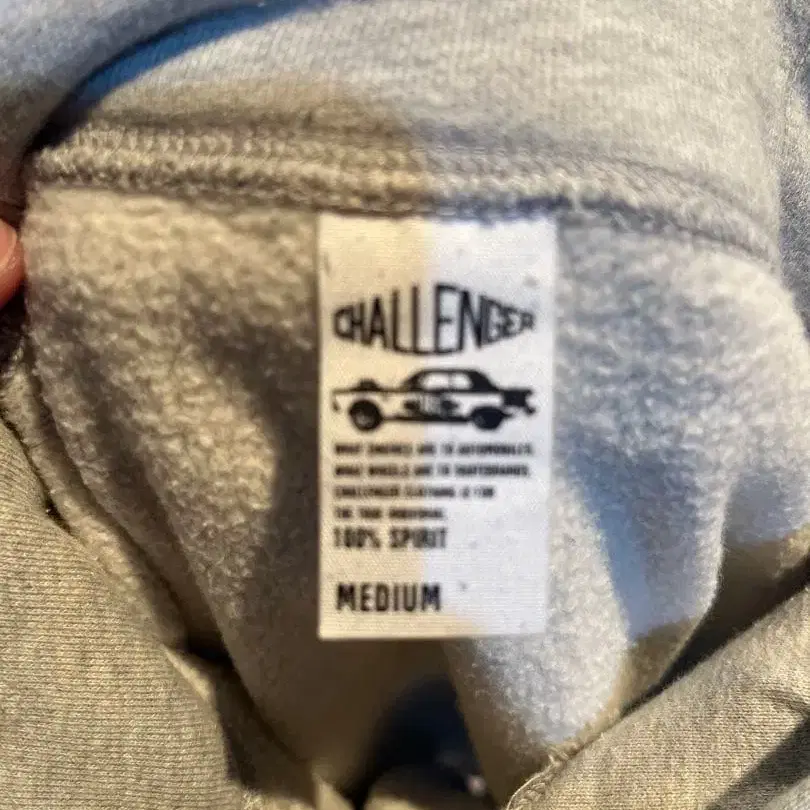 CHALLENGER
WHAT ENGINES ARE TO AUTOMOBILES,
WHAT WHEELS ARE TO SKATEBOARDS,
CHALLENGER CLOTHING IS FOR
THE TRUE INDIVIDUAL
100% SPIRIT
MEDIUM